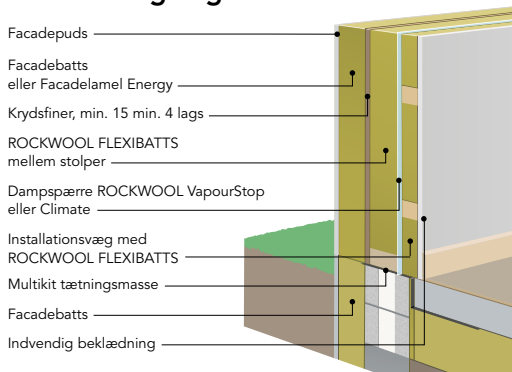 Facadepuds
Facadebatts
eller Facadelamel Energy
Krydsfiner, min. 15 min. 4 lags
ROCKWOOL FLEXIBATTS
mellem stolper
Dampspærre ROCKWOOL VapourStop
eller Climate
Installationsvæg med
ROCKWOOL FLEXIBATTS
Multikit tætningsmasse
Facadebatts
Indvendig beklædning